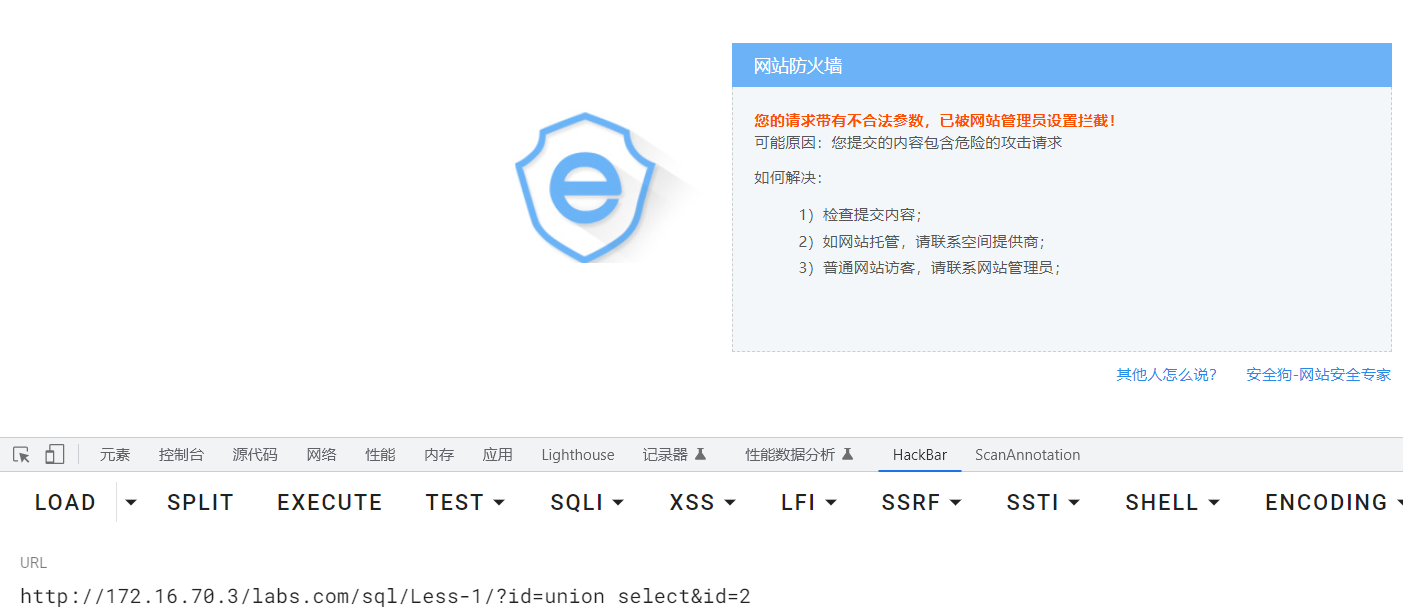 网站防火墙
您的请求带有不合法参数，已被网站管理员设置拦截！
可能原因：您提交的内容包含危险的攻击请求
如何解决：
1）检查提交内容；
2）如网站托管，请联系空间提供商；
3）普通网站访客，请联系网站管理员；
其他人怎么说？ 安全狗-网站安全专家
元素 控制台 源代码 网络 性能 内存 应用 Lighthouse 记录器 性能数据分析 HackBar ScanAnnotation
LOAD SPLIT EXECUTE TEST SQLI XSS LFI SSRF SSTI SHELL ENCODING
URL
http://172.16.70.3/labs.com/sql/Less-1/?id=union select&id=2